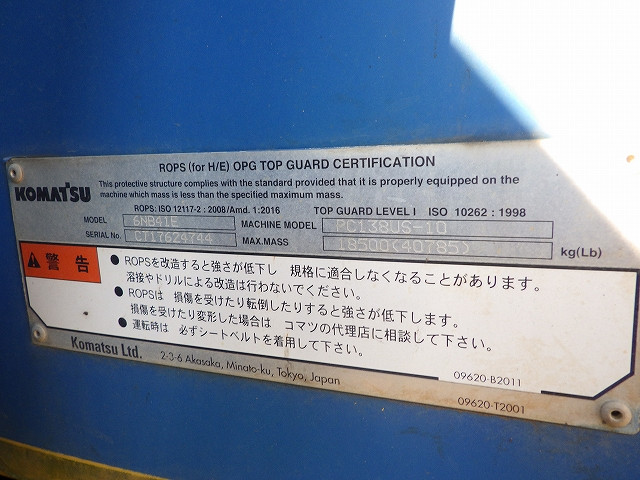 ROPS (for H/E) OPG TOP GUARD CERTIFICATION
KOMATSU
This protective structure complies with the standard provided that it is properly equipped on the
machine which mass is less than the specified maximum mass.
ROPS: ISO 12117-2 : 2008/Amd. 1:2016 TOP GUARD LEVEL I ISO 10262 : 1998
MODEL MACHINE MODEL PC138US-10
SERIAL No. CT17624744 MAX.MASS 18500(40785) kg(Lb)
警告
● ROPSを改造すると強さが低下し 規格に適合しなくなることがあります。
溶接やドリルによる改造は行わないでください。
● ROPSは 損傷を受けたり転倒したりすると強さが低下します。
損傷を受けたり変形した場合は コマツの代理店に相談して下さい。
● 運転時は 必ずシートベルトを着用して下さい。
09620-B2011
Komatsu Ltd. 2-3-6 Akasaka, Minato-ku, Tokyo, Japan
09620-T2001